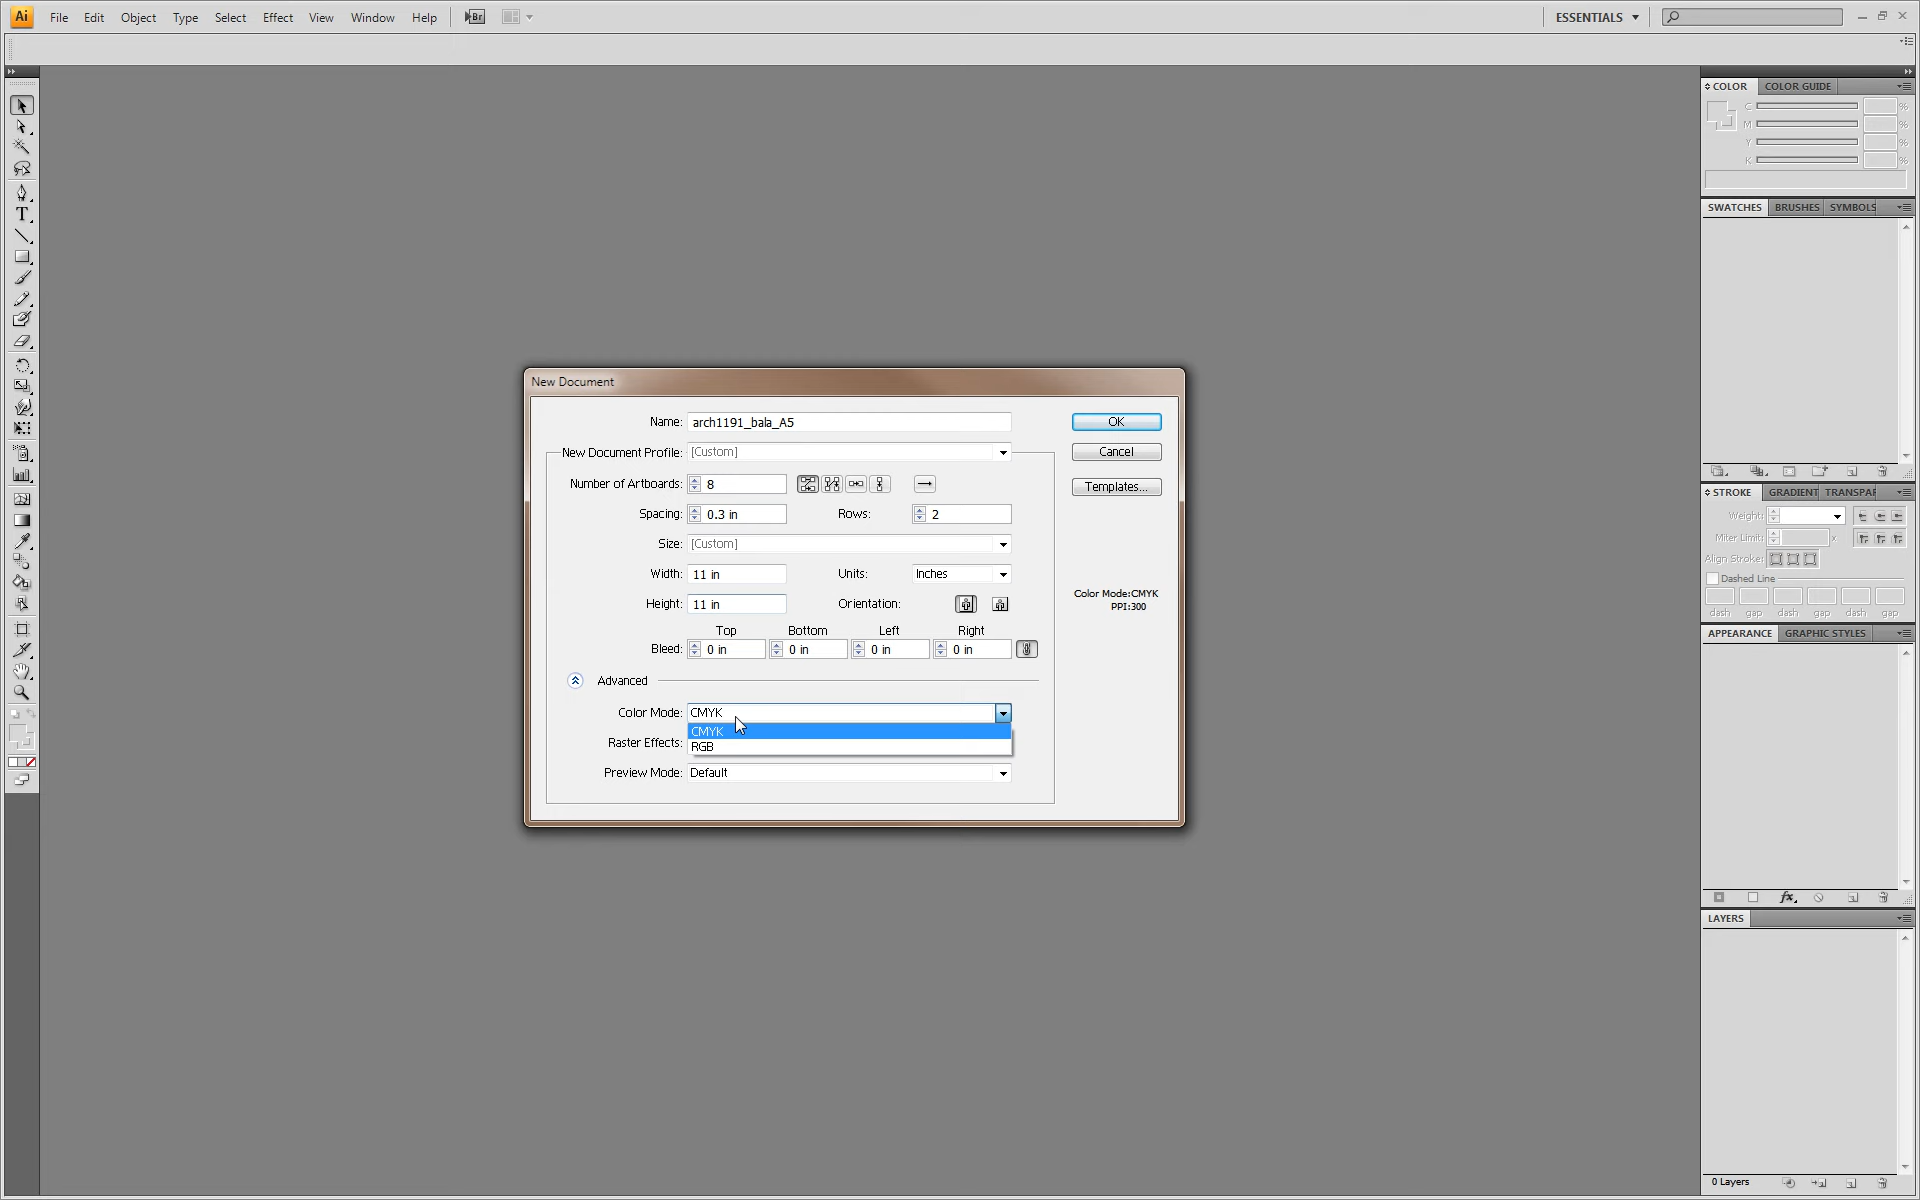 Ai File Edit Object Type Select Effect View Window Help Br ESSENTIALS
COLOR COLOR GUIDE
C %
M %
Y %
K %
SWATCHES BRUSHES SYMBOLS
New Document
Name: arch1191_bala_A5 OK
New Document Profile: [Custom] Cancel
Number of Artboards: 8 Templates...
Spacing: 0.3 in Rows: 2
Size: [Custom]
Width: 11 in Units: Inches
Height: 11 in Orientation:
Color Mode:CMYK
PPI:300
Top Bottom Left Right
Bleed: 0 in 0 in 0 in 0 in
Advanced
Color Mode: CMYK
CMYK
RGB
Raster Effects:
Preview Mode: Default
STROKE GRADIENT TRANSPAR
Weight:
Miter Limit: x
Align Stroke:
Dashed Line
dash gap dash gap dash gap
APPEARANCE GRAPHIC STYLES
fx
LAYERS
0 Layers
T